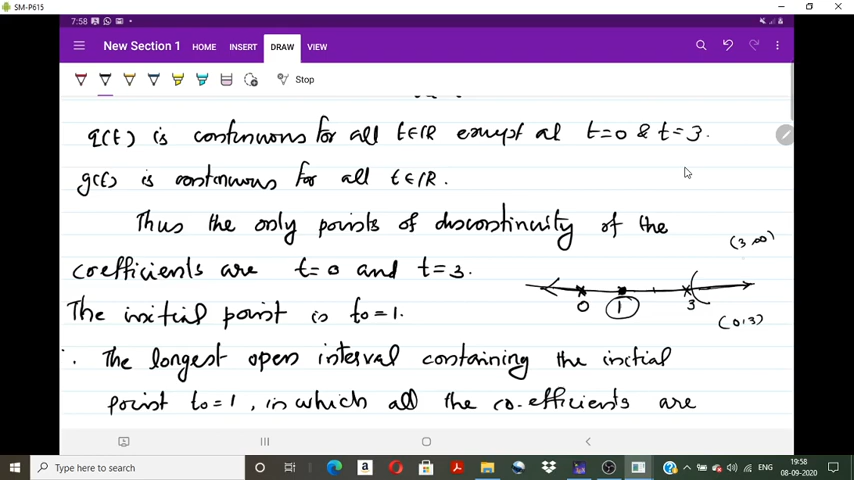 SM-P615
7:58
New Section 1 HOME INSERT DRAW VIEW
Stop
q(t) is continuous for all t∈IR except at t=0 & t=3.
g(t) is continuous for all t∈IR.
Thus the only points of discontinuity of the
(3,∞)
coefficients are t=0 and t=3.
0 1 3
The initial point is t0=1.
(0,3)
∴ The longest open interval containing the initial
point t0=1, in which all the co-efficients are
Type here to search
ENG
19:58
08-09-2020